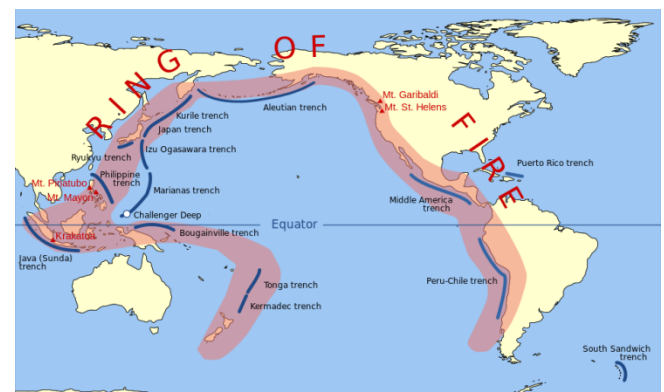 RING OF FIRE
Mt. Garibaldi
Mt. St. Helens
Aleutian trench
Kurile trench
Japan trench
Izu Ogasawara trench
Ryukyu trench
Philippine
trench
Mt. Pinatubo
Mt. Mayon
Marianas trench
Challenger Deep
Puerto Rico trench
Middle America
trench
Equator
Krakatoa
Bougainville trench
Java (Sunda)
trench
Tonga trench
Kermadec trench
Peru-Chile trench
South Sandwich
trench